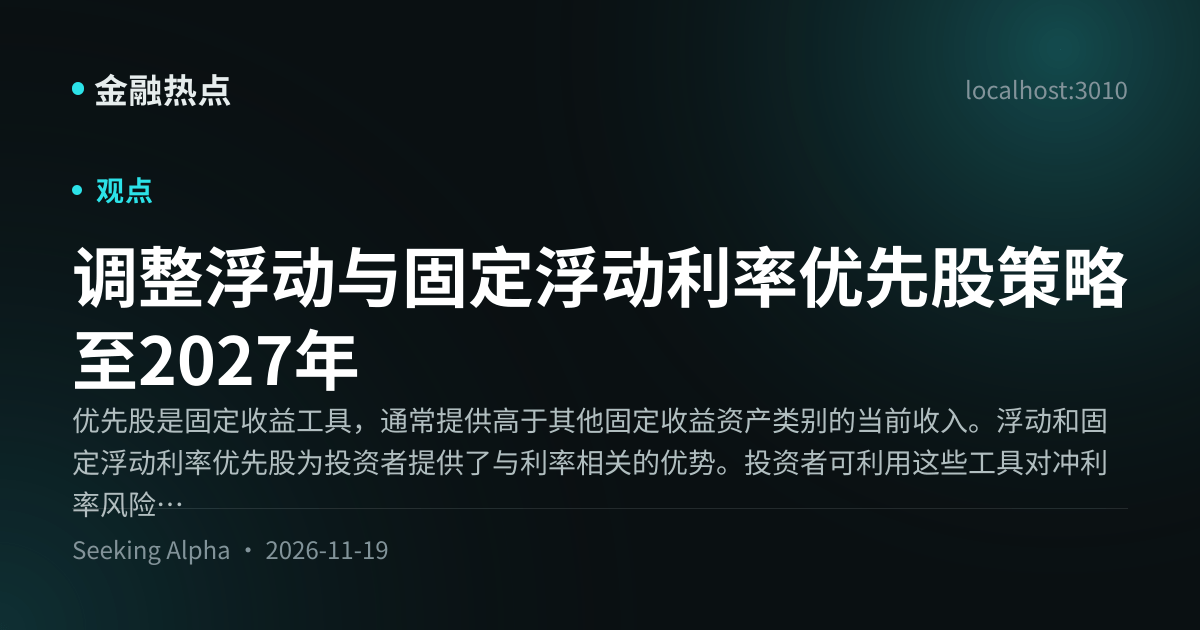 金融热点
localhost:3010
观点
调整浮动与固定浮动利率优先股策略
至2027年
优先股是固定收益工具，通常提供高于其他固定收益资产类别的当前收入。浮动和固
定浮动利率优先股为投资者提供了与利率相关的优势。投资者可利用这些工具对冲利
率风险…
Seeking Alpha · 2026-11-19